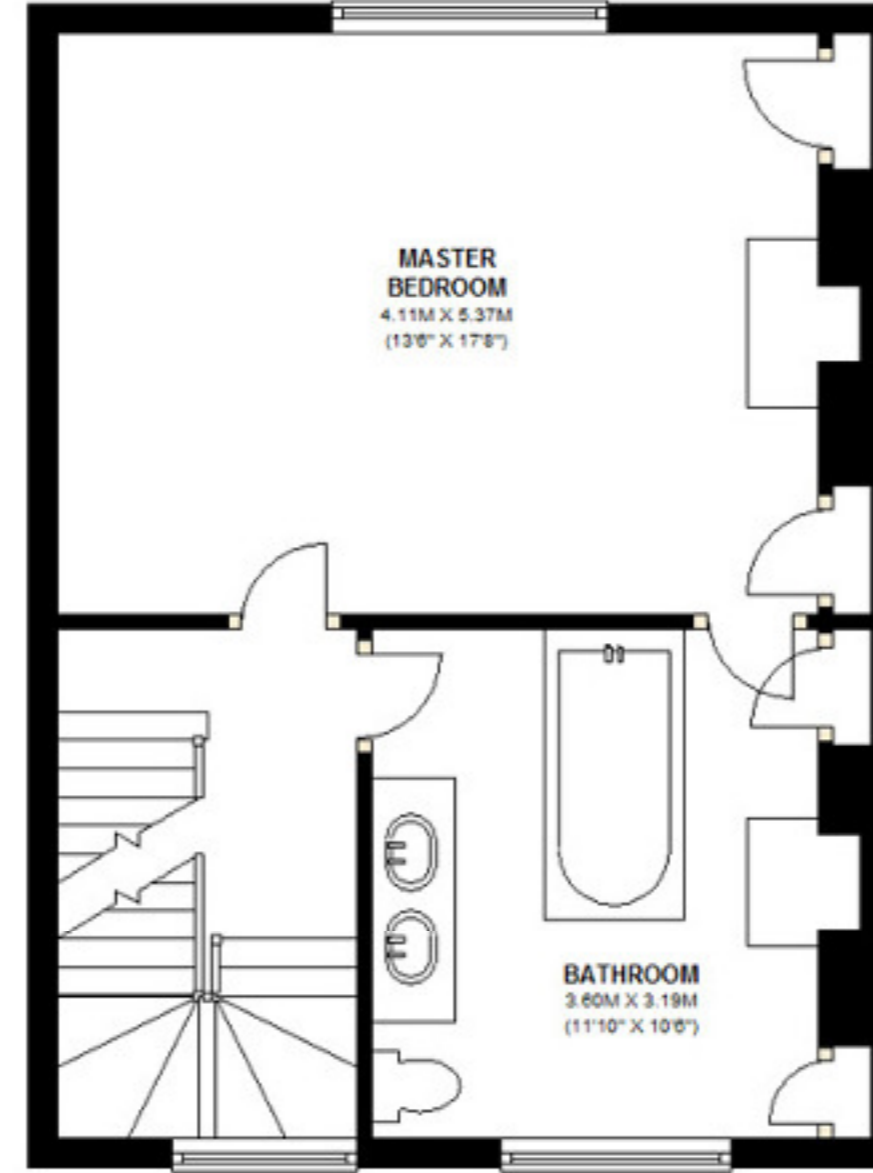 MASTER
BEDROOM
4.11M X 5.37M
(13'6" X 17'8")
BATHROOM
3.60M X 3.19M
(11'10" X 10'6")